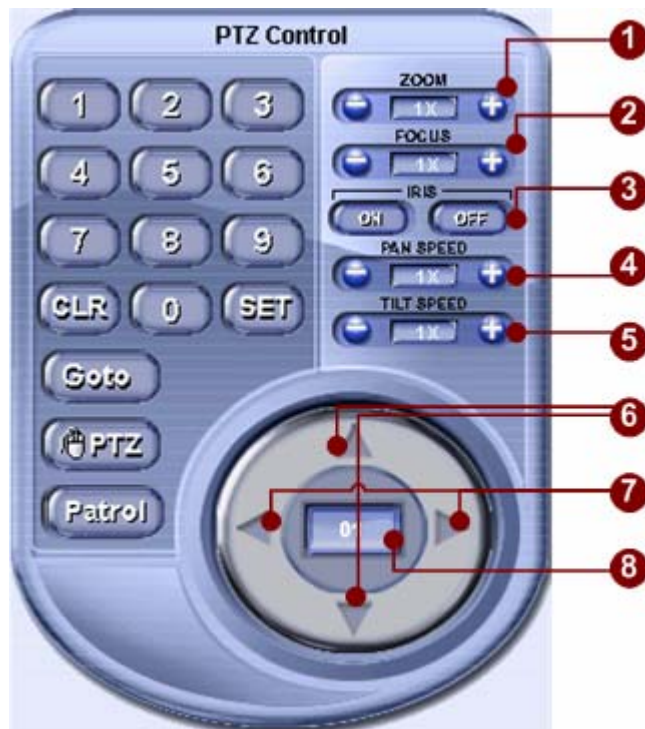 PTZ Control
1 2 3
4 5 6
7 8 9
CLR 0 SET
Goto
PTZ
Patrol
ZOOM
1X
FOCUS
1X
IRIS
ON OFF
PAN SPEED
1X
TILT SPEED
1X
01
1
2
3
4
5
6
7
8